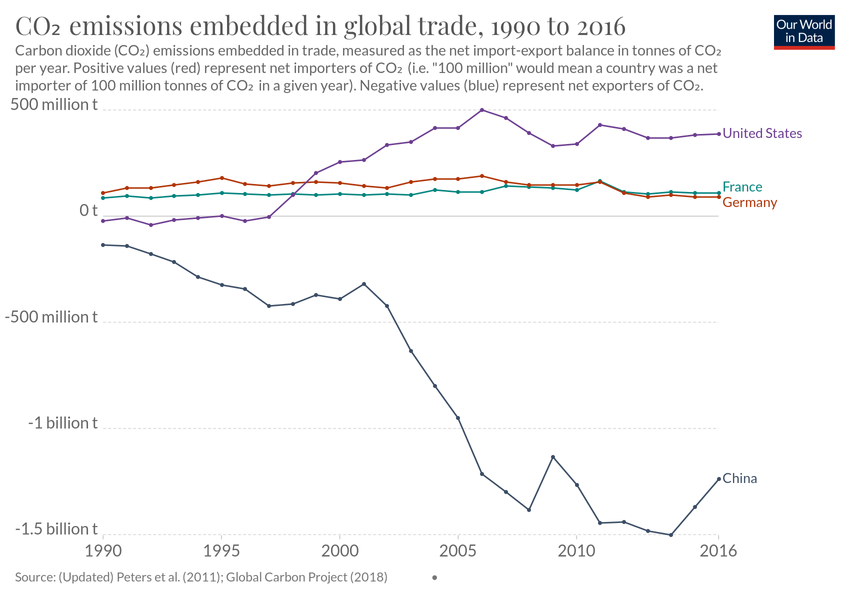 CO₂ emissions embedded in global trade, 1990 to 2016
Our World
in Data
Carbon dioxide (CO₂) emissions embedded in trade, measured as the net import-export balance in tonnes of CO₂
per year. Positive values (red) represent net importers of CO₂ (i.e. "100 million" would mean a country was a net
importer of 100 million tonnes of CO₂ in a given year). Negative values (blue) represent net exporters of CO₂.
500 million t
United States
France
Germany
0 t
-500 million t
-1 billion t
China
-1.5 billion t
1990 1995 2000 2005 2010 2016
Source: (Updated) Peters et al. (2011); Global Carbon Project (2018) •